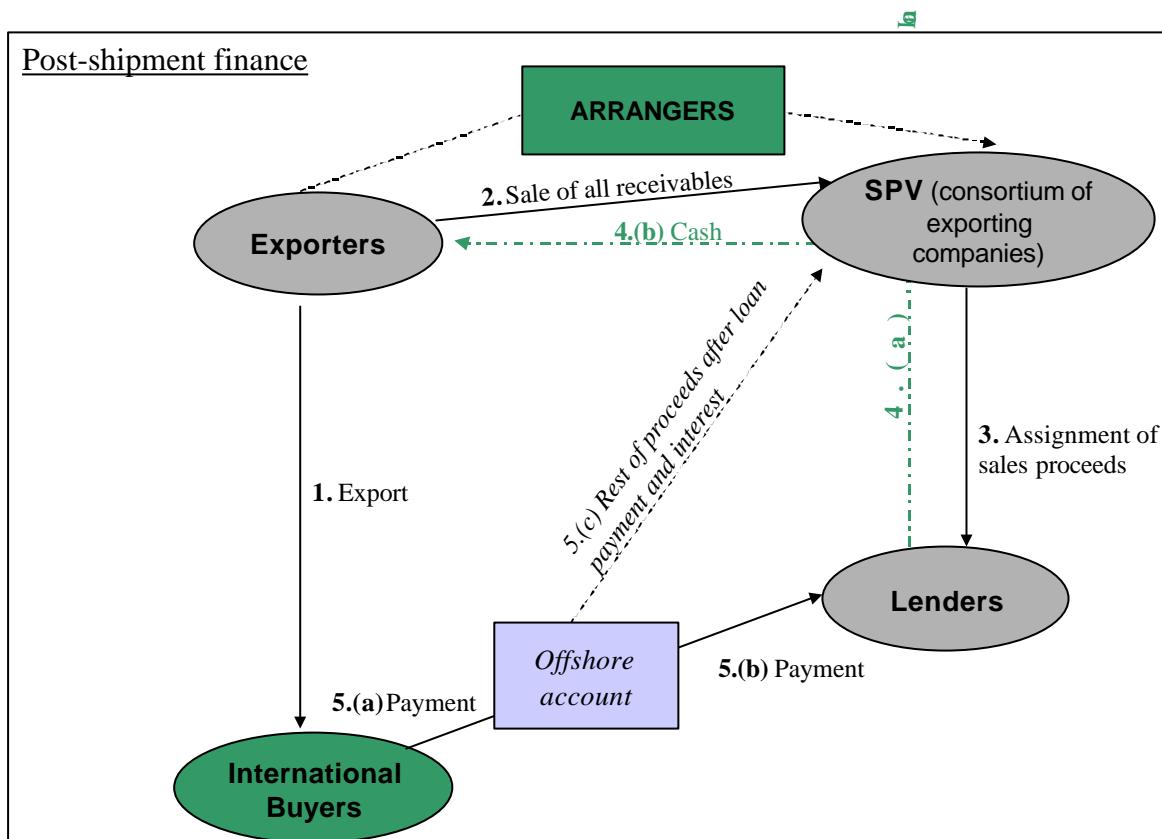 Post-shipment finance
ARRANGERS
2. Sale of all receivables
SPV (consortium of
exporting
companies)
Exporters
4.(b) Cash
4.(a)
5.(c) Rest of proceeds after loan
payment and interest
3. Assignment of
sales proceeds
1. Export
Lenders
Offshore
account
5.(b) Payment
5.(a) Payment
International
Buyers